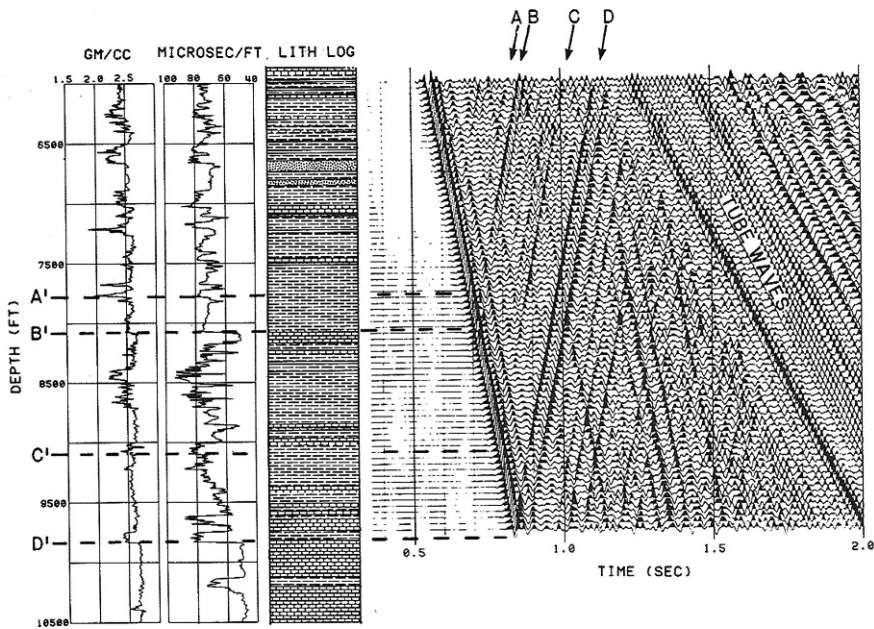 A B C D
GM/CC MICROSEC/FT. LITH LOG
1.5 2.0 2.5 100 80 60 40
6500
7500
A'
B'
8500
C'
9500
D'
10500
DEPTH (FT)
TUBE WAVES
0.5 1.0 1.5 2.0
TIME (SEC)